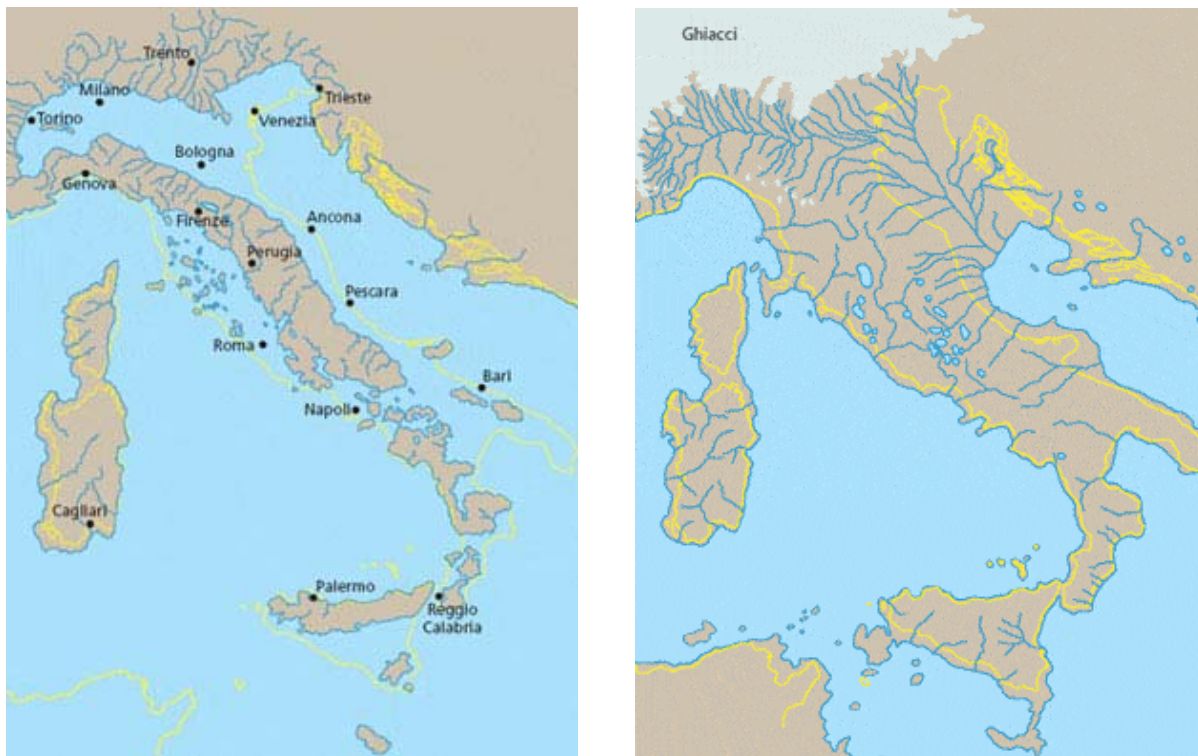 Trento
Milano
Torino
Trieste
Venezia
Bologna
Genova
Firenze
Ancona
Perugia
Pescara
Roma
Bari
Napoli
Cagliari
Palermo
Reggio
Calabria
Ghiacci